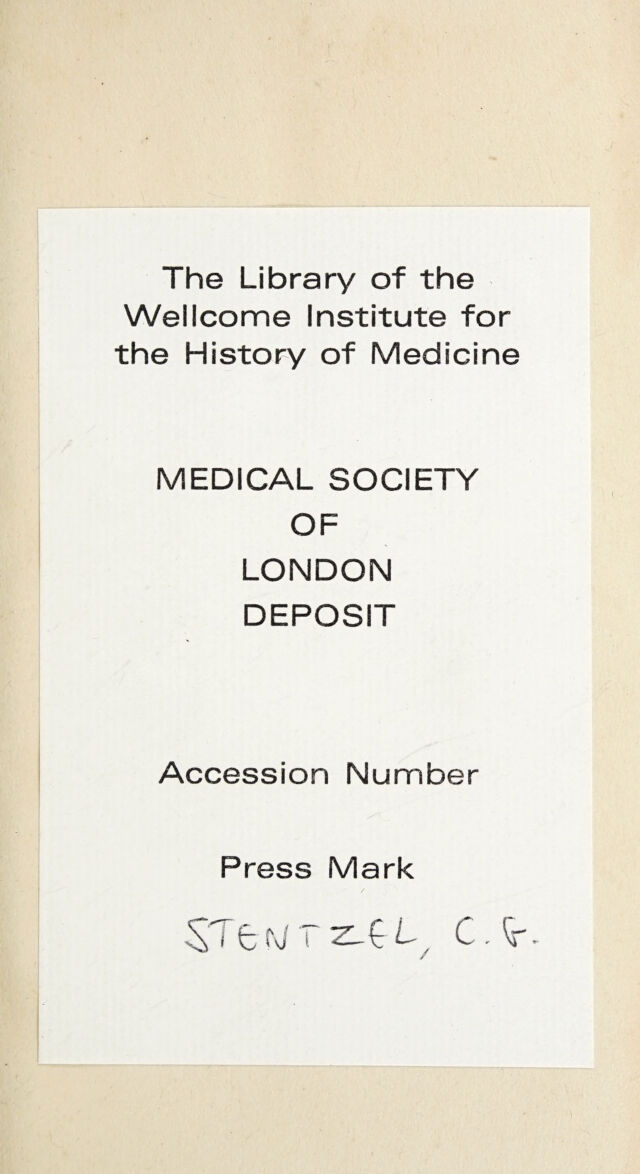 The Library of the
Wellcome Institute for
the History of Medicine
MEDICAL SOCIETY
OF
LONDON
DEPOSIT
Accession Number
Press Mark
STENTZEL, C. G.